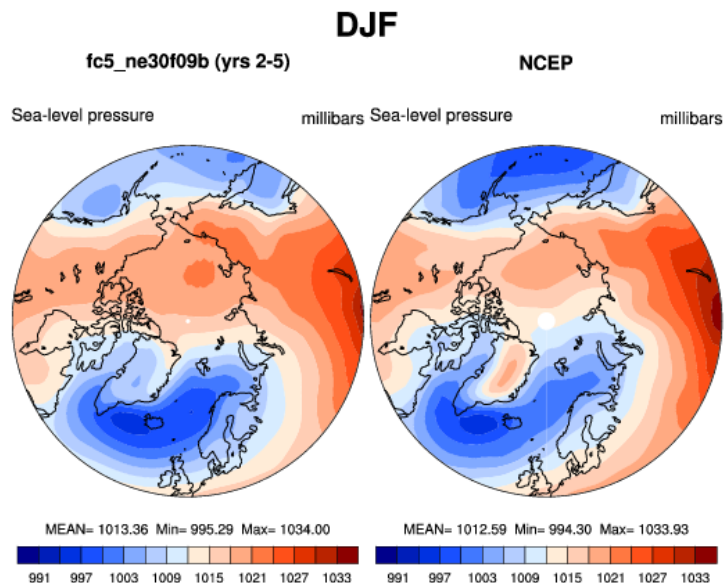 DJF
fc5_ne30f09b (yrs 2-5)
NCEP
Sea-level pressure millibars
Sea-level pressure millibars
MEAN= 1013.36 Min= 995.29 Max= 1034.00
MEAN= 1012.59 Min= 994.30 Max= 1033.93
991 997 1003 1009 1015 1021 1027 1033
991 997 1003 1009 1015 1021 1027 1033